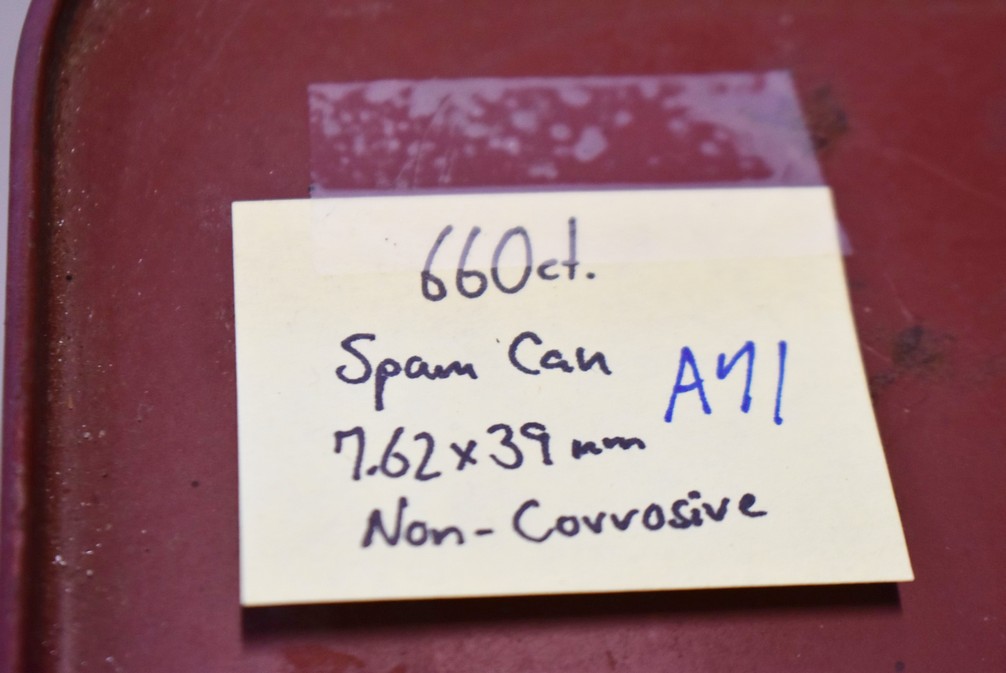 660ct.
Spam Can
A71
7.62x39mm
Non-Corrosive